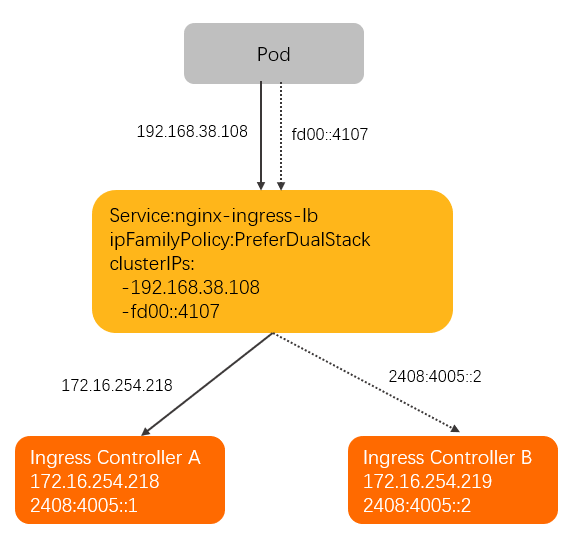 Pod
192.168.38.108
fd00::4107
Service:nginx-ingress-lb
ipFamilyPolicy:PreferDualStack
clusterIPs:
-192.168.38.108
-fd00::4107
172.16.254.218
2408:4005::2
Ingress Controller A
172.16.254.218
2408:4005::1
Ingress Controller B
172.16.254.219
2408:4005::2